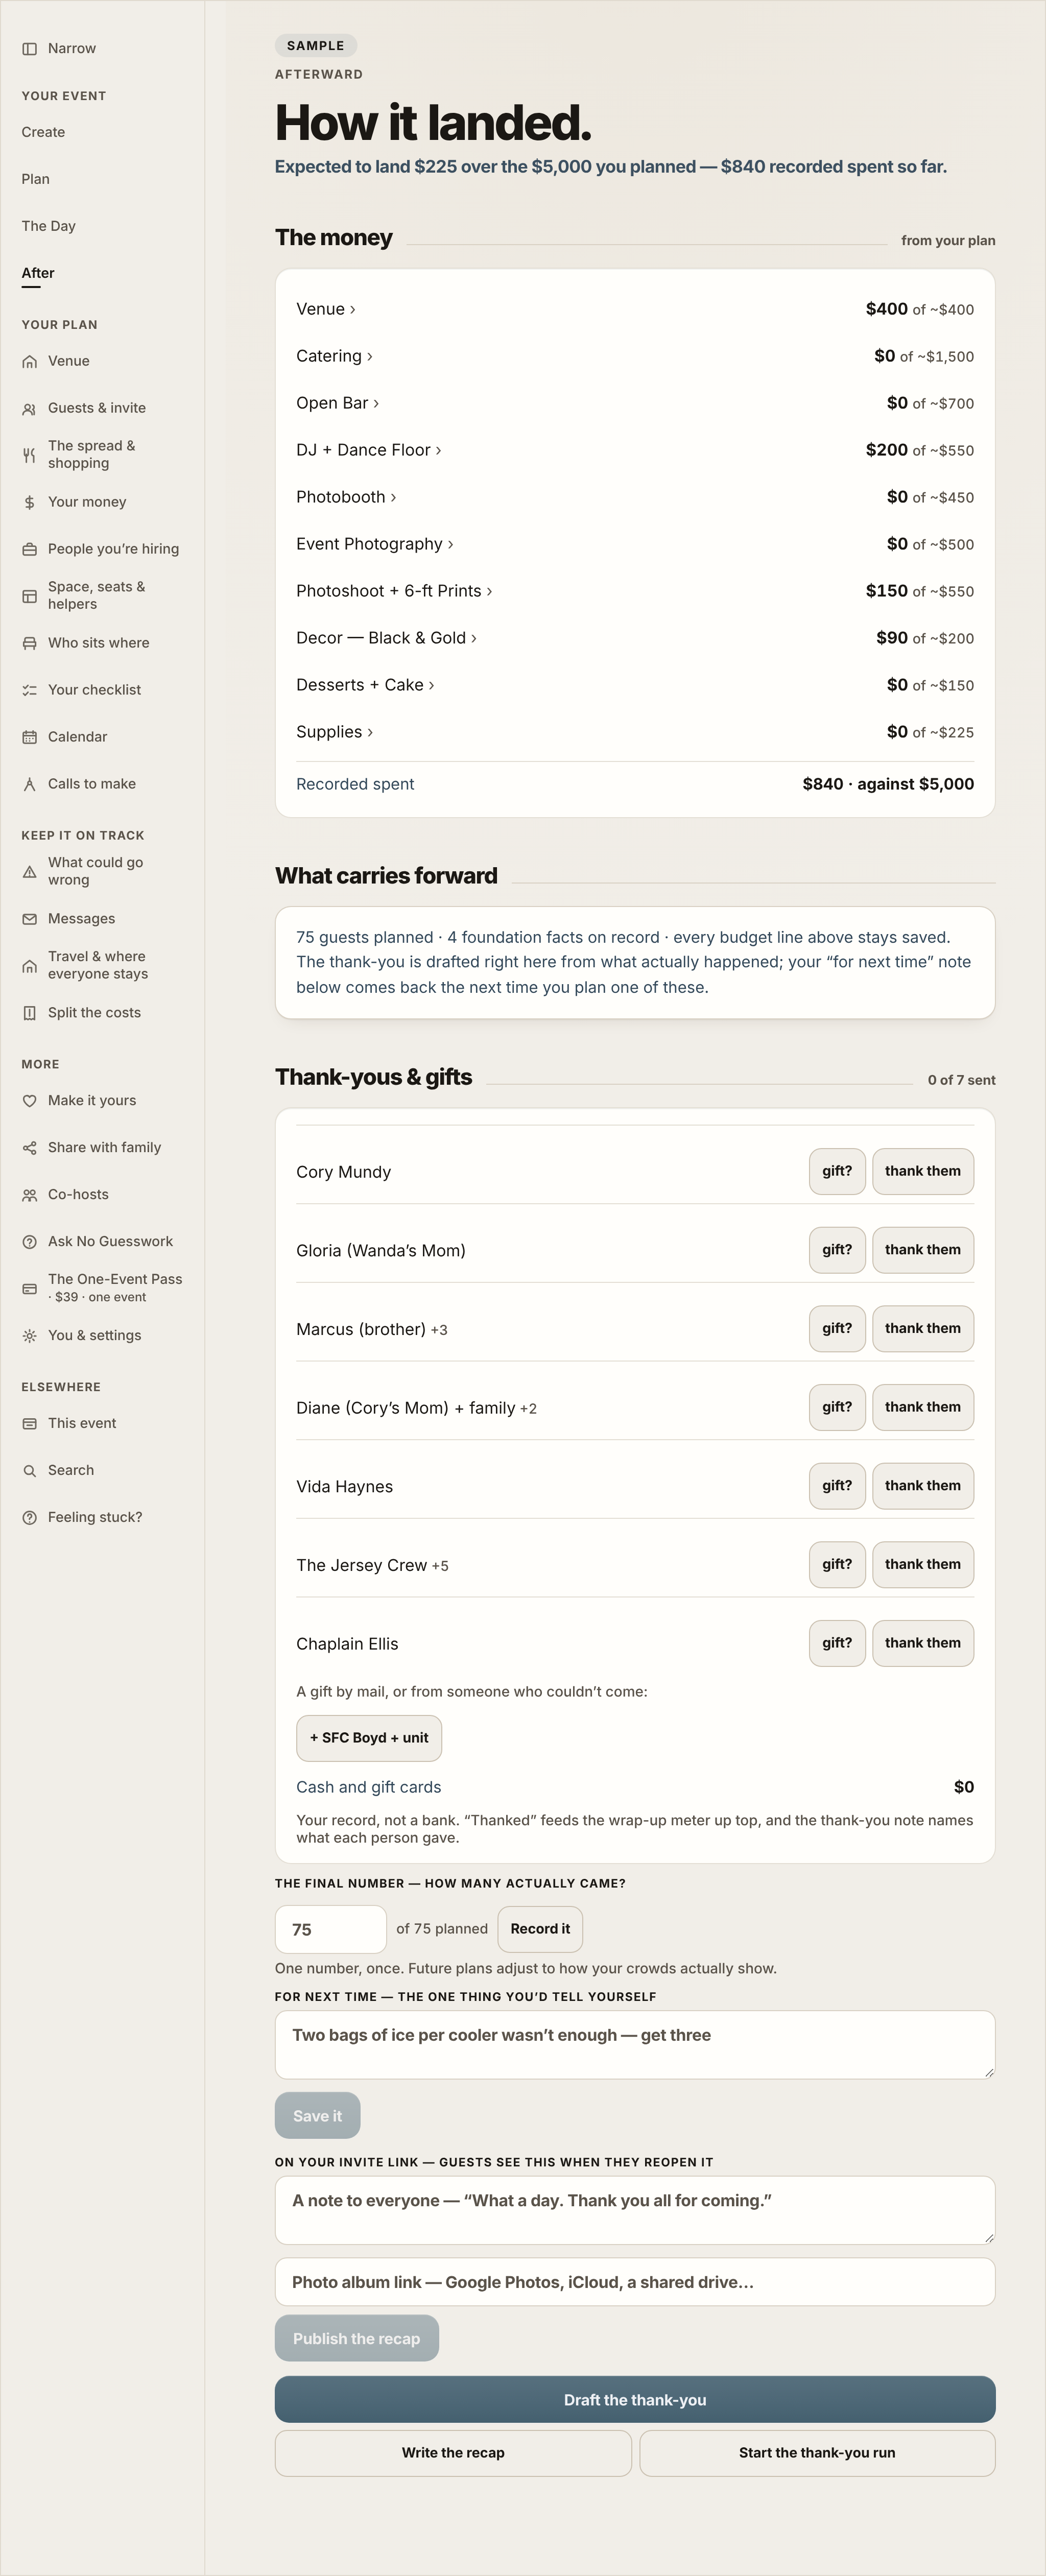 Narrow
YOUR EVENT
Create
Plan
The Day
After
YOUR PLAN
Venue
Guests & invite
The spread &
shopping
Your money
People you’re hiring
Space, seats &
helpers
Who sits where
Your checklist
Calendar
Calls to make
KEEP IT ON TRACK
What could go
wrong
Messages
Travel & where
everyone stays
Split the costs
MORE
Make it yours
Share with family
Co-hosts
Ask No Guesswork
The One-Event Pass
· $39 · one event
You & settings
ELSEWHERE
This event
Search
Feeling stuck?
SAMPLE
AFTERWARD
How it landed.
Expected to land $225 over the $5,000 you planned — $840 recorded spent so far.
The money from your plan
Venue › $400 of ~$400
Catering › $0 of ~$1,500
Open Bar › $0 of ~$700
DJ + Dance Floor › $200 of ~$550
Photobooth › $0 of ~$450
Event Photography › $0 of ~$500
Photoshoot + 6-ft Prints › $150 of ~$550
Decor — Black & Gold › $90 of ~$200
Desserts + Cake › $0 of ~$150
Supplies › $0 of ~$225
Recorded spent $840 · against $5,000
What carries forward
75 guests planned · 4 foundation facts on record · every budget line above stays saved.
The thank-you is drafted right here from what actually happened; your “for next time” note
below comes back the next time you plan one of these.
Thank-yous & gifts 0 of 7 sent
Cory Mundy gift? thank them
Gloria (Wanda’s Mom) gift? thank them
Marcus (brother) +3 gift? thank them
Diane (Cory’s Mom) + family +2 gift? thank them
Vida Haynes gift? thank them
The Jersey Crew +5 gift? thank them
Chaplain Ellis gift? thank them
A gift by mail, or from someone who couldn’t come:
+ SFC Boyd + unit
Cash and gift cards $0
Your record, not a bank. “Thanked” feeds the wrap-up meter up top, and the thank-you note names
what each person gave.
THE FINAL NUMBER — HOW MANY ACTUALLY CAME?
75 of 75 planned Record it
One number, once. Future plans adjust to how your crowds actually show.
FOR NEXT TIME — THE ONE THING YOU’D TELL YOURSELF
Two bags of ice per cooler wasn’t enough — get three
Save it
ON YOUR INVITE LINK — GUESTS SEE THIS WHEN THEY REOPEN IT
A note to everyone — “What a day. Thank you all for coming.”
Photo album link — Google Photos, iCloud, a shared drive…
Publish the recap
Draft the thank-you
Write the recap Start the thank-you run